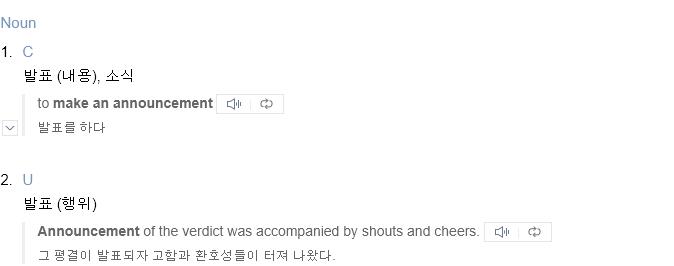 Noun
1. C
발표 (내용), 소식
to make an announcement
발표를 하다
2. U
발표 (행위)
Announcement of the verdict was accompanied by shouts and cheers.
그 평결이 발표되자 고함과 환호성들이 터져 나왔다.